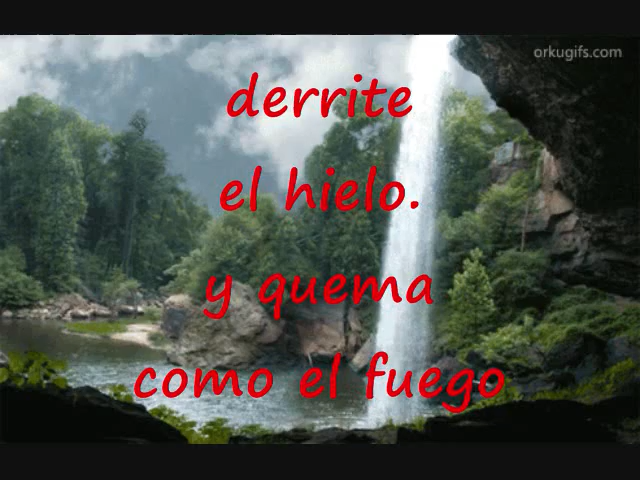 orkugifs.com
derrite
el hielo.
y quema
como el fuego